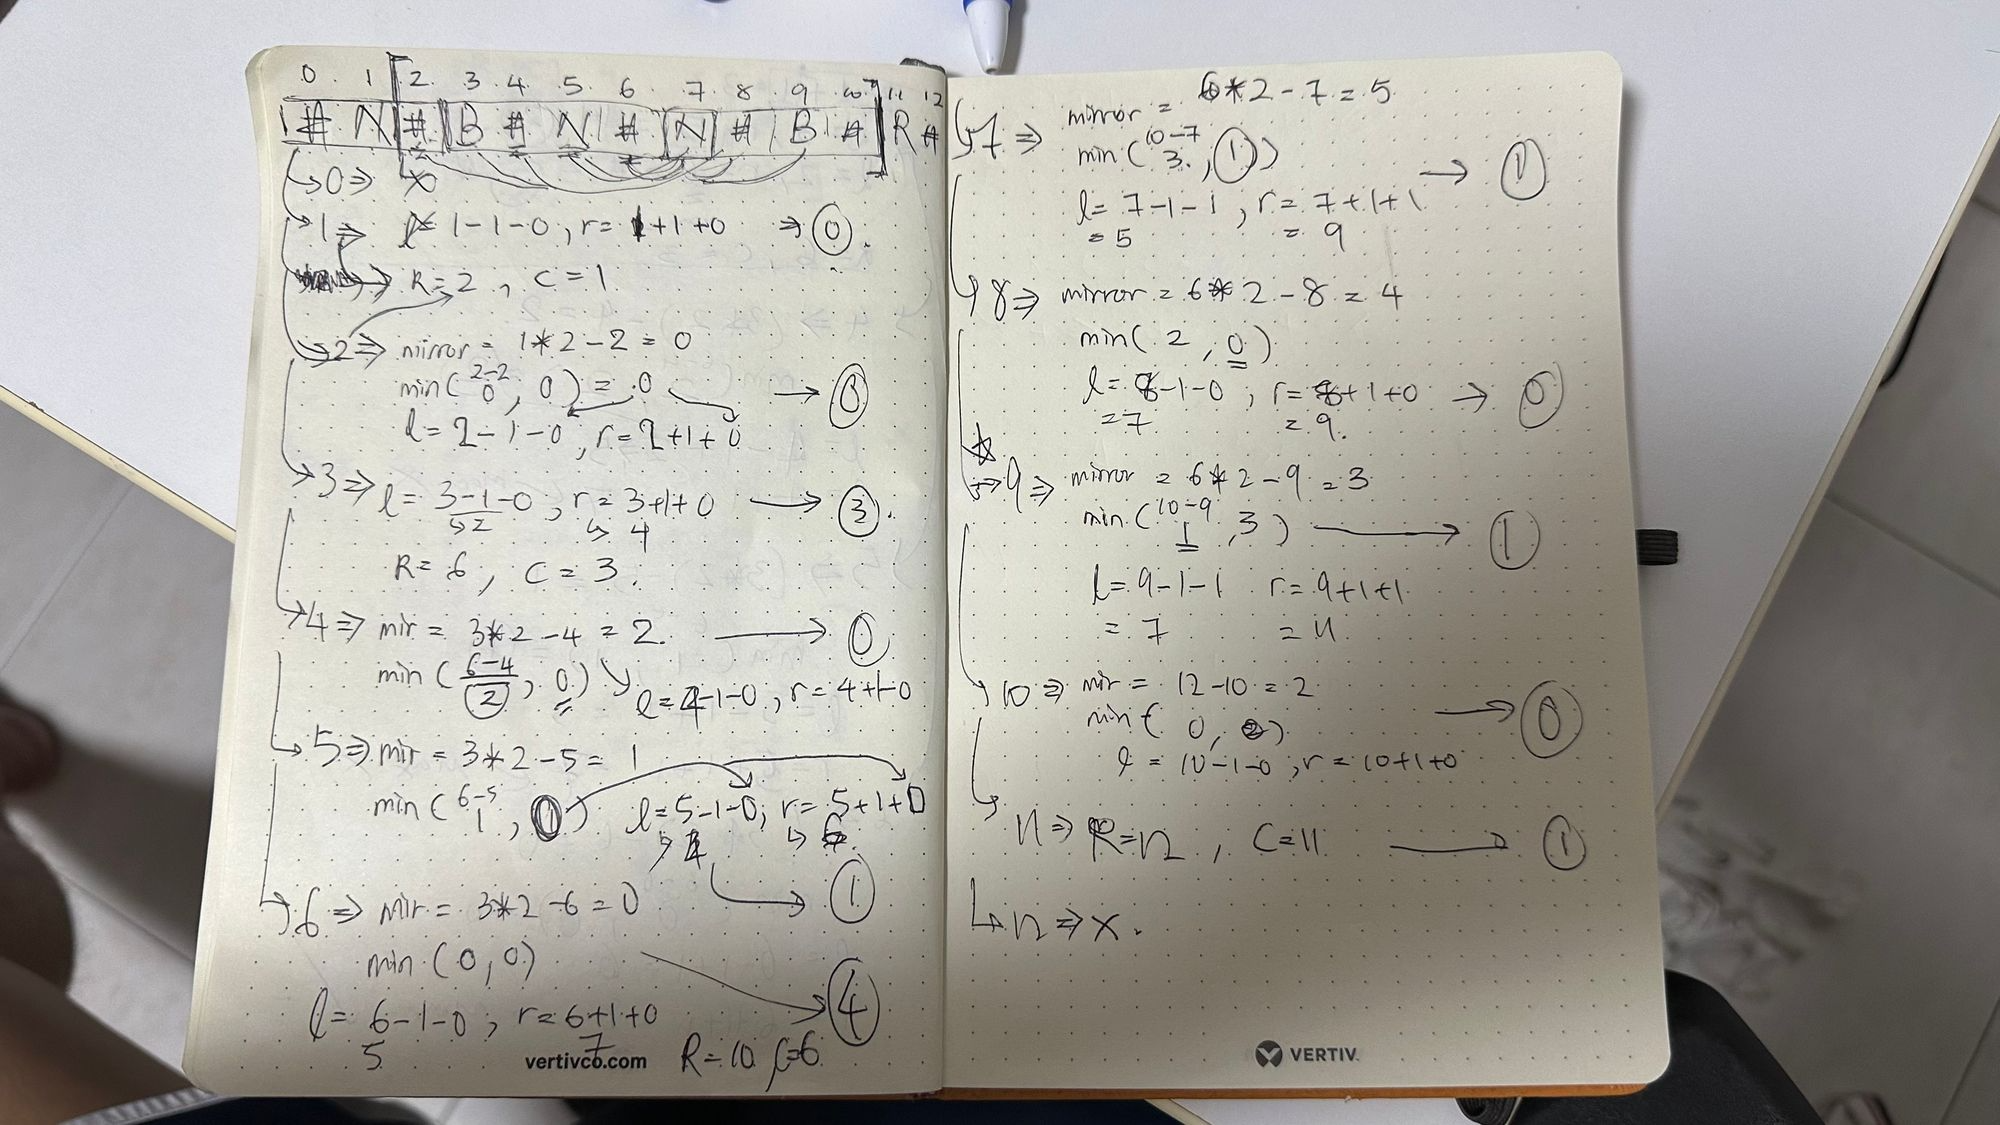 0 1 2 3 4 5 6 7 8 9 10 11 12
# N # B # N # N # B # R #
0 ⇒ x
1 ⇒ l = 1-1-0, r = 1+1+0 ⇒ 0
R=2, C=1
2 ⇒ mirror = 1*2-2 = 0
2-2
min(0, 0) = 0 → 0
l = 2-1-0, r = 2+1+0
3 ⇒ l = 3-1-0, r = 3+1+0 → 3.
↳2 ↳ 4
R = 6, C = 3.
4 ⇒ mir = 3*2-4 = 2. → 0
min(6-4, 0)
2 l = 4-1-0, r = 4+1-0
5 ⇒ mir = 3*2-5 = 1
min(6-5, 0) l = 5-1-0; r = 5+1+0
1 ↳ 4 ↳ 6
→ 1
6 ⇒ mir = 3*2-6 = 0
min(0, 0) → 4
l = 6-1-0, r = 6+1+0
5 7
R=10 C=6
vertivco.com
6*2-7 = 5
7 ⇒ mirror =
10-7
min(3, 1) → 1
l = 7-1-1, r = 7+1+1
= 5 = 9
8 ⇒ mirror = 6*2-8 = 4
min(2, 0)
l = 8-1-0, r = 8+1+0 → 0
= 7 = 9.
9 ⇒ mirror = 6*2-9 = 3
10-9
min(1, 3) → 1
l = 9-1-1 r = 9+1+1
= 7 = 11
10 ⇒ mir = 12-10 = 2
min(0, 2) → 0
l = 10-1-0, r = 10+1+0
11 ⇒ R=12, C=11 → 1
12 ⇒ x.
VERTIV